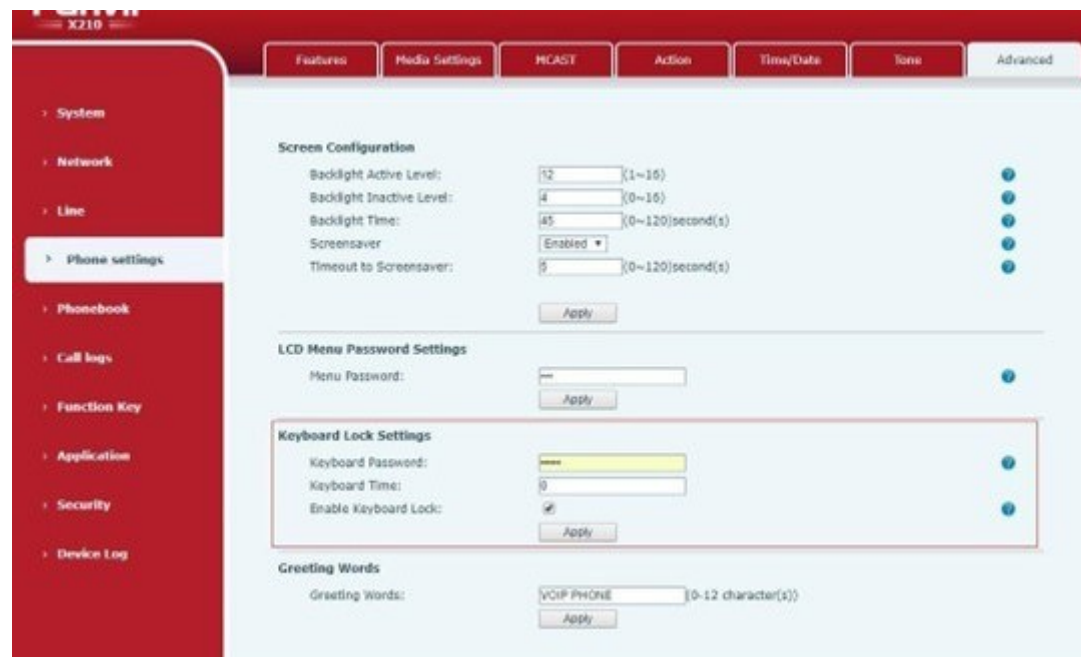 X210
Features Media Settings MCAST Action Time/Date Tone Advanced
› System
› Network
› Line
› Phone settings
› Phonebook
› Call logs
› Function Key
› Application
› Security
› Device Log
Screen Configuration
Backlight Active Level: 12 (1~16)
Backlight Inactive Level: 4 (0~16)
Backlight Time: 45 (0~120)second(s)
Screensaver Enabled
Timeout to Screensaver: 5 (0~120)second(s)
Apply
LCD Menu Password Settings
Menu Password: •••
Apply
Keyboard Lock Settings
Keyboard Password: •••••
Keyboard Time: 0
Enable Keyboard Lock:
Apply
Greeting Words
Greeting Words: VOIP PHONE (0-12 character(s))
Apply